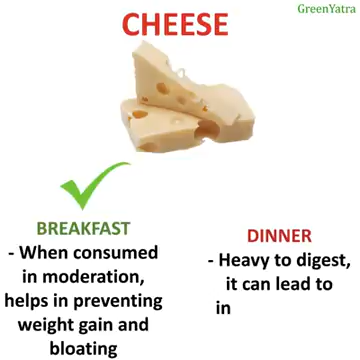 GreenYatra
CHEESE
BREAKFAST
- When consumed
in moderation,
helps in preventing
weight gain and
bloating
DINNER
- Heavy to digest,
it can lead to
in